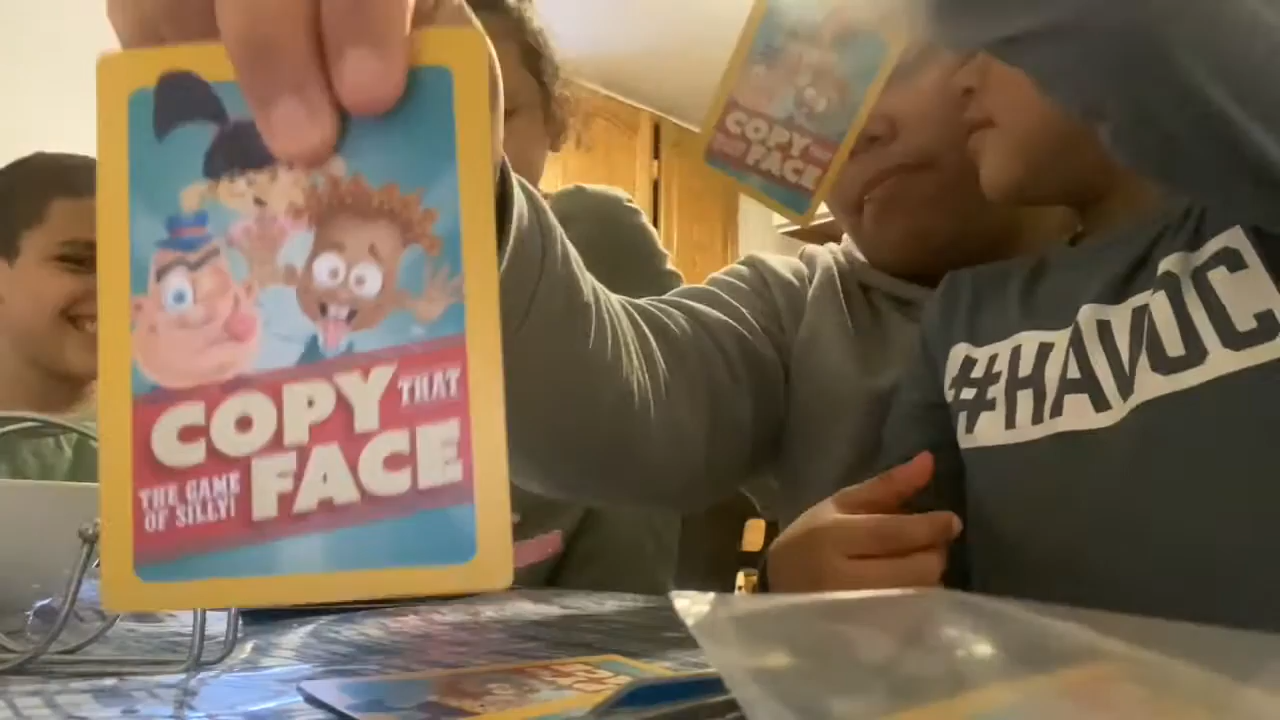 COPY THAT
FACE
THE GAME
OF SILLY!
COPY
FACE
#HAVOC